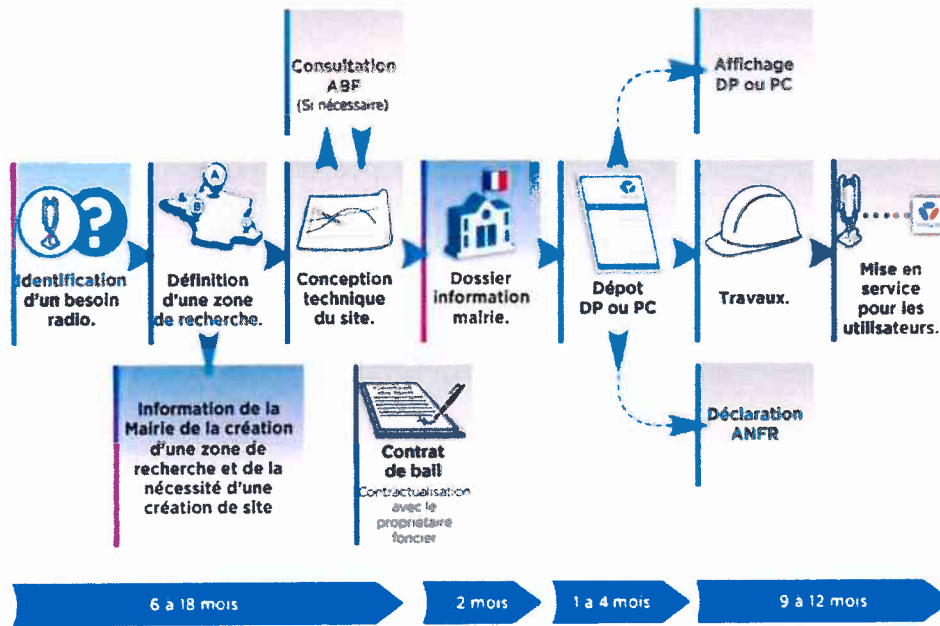 Consultation
ABF
(Si nécessaire)
Affichage
DP ou PC
A
B
Identification
d'un besoin
radio.
Définition
d'une zone
de recherche.
Conception
technique
du site.
Dossier
information
mairie.
Dépot
DP ou PC
Travaux.
Mise en
service
pour les
utilisateurs.
Information de la
Mairie de la création
d'une zone de
recherche et de la
nécessité d'une
création de site
Contrat
de bail
Contractualisation
avec le
propriétaire
foncier
Déclaration
ANFR
6 à 18 mois
2 mois
1 à 4 mois
9 à 12 mois